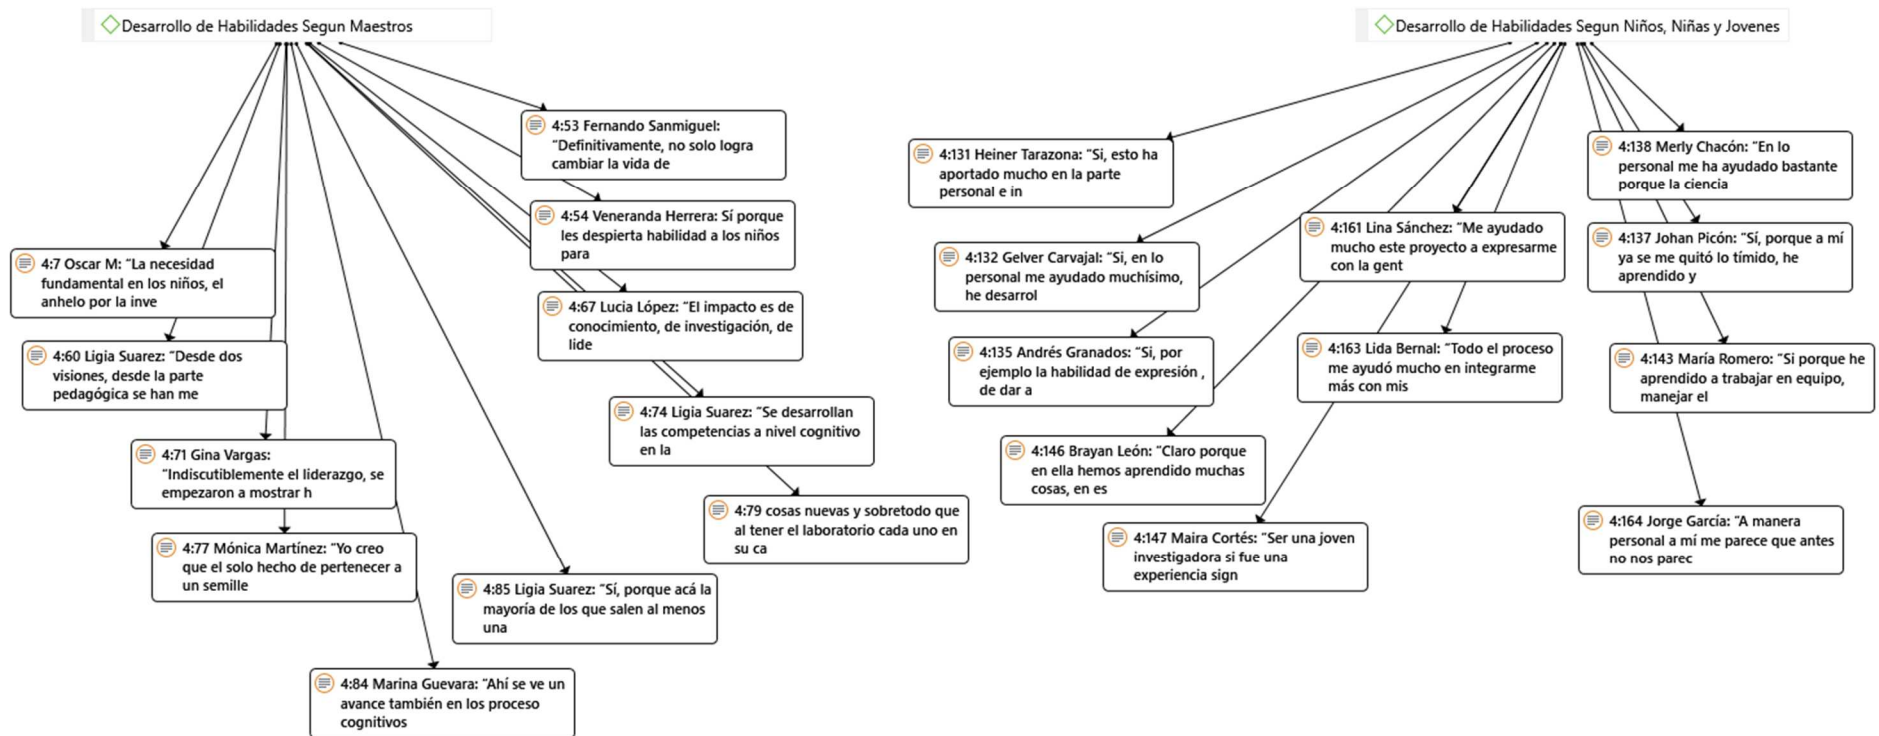 Desarrollo de Habilidades Segun Maestros
4:53 Fernando Sanmiguel:
“Definitivamente, no solo logra
cambiar la vida de
4:54 Veneranda Herrera: Sí porque
les despierta habilidad a los niños
para
4:7 Oscar M: “La necesidad
fundamental en los niños, el
anhelo por la inve
4:67 Lucia López: “El impacto es de
conocimiento, de investigación, de
lide
4:60 Ligia Suarez: “Desde dos
visiones, desde la parte
pedagógica se han me
4:74 Ligia Suarez: “Se desarrollan
las competencias a nivel cognitivo
en la
4:71 Gina Vargas:
“Indiscutiblemente el liderazgo, se
empezaron a mostrar h
4:79 cosas nuevas y sobretodo que
al tener el laboratorio cada uno en
su ca
4:77 Mónica Martínez: “Yo creo
que el solo hecho de pertenecer a
un semille
4:85 Ligia Suarez: “Sí, porque acá la
mayoría de los que salen al menos
una
4:84 Marina Guevara: “Ahí se ve un
avance también en los proceso
cognitivos
Desarrollo de Habilidades Segun Niños, Niñas y Jovenes
4:131 Heiner Tarazona: “Si, esto ha
aportado mucho en la parte
personal e in
4:138 Merly Chacón: “En lo
personal me ha ayudado bastante
porque la ciencia
4:161 Lina Sánchez: “Me ayudado
mucho este proyecto a expresarme
con la gent
4:137 Johan Picón: “Sí, porque a mí
ya se me quitó lo tímido, he
aprendido y
4:132 Gelver Carvajal: “Si, en lo
personal me ayudado muchísimo,
he desarrol
4:135 Andrés Granados: “Si, por
ejemplo la habilidad de expresión ,
de dar a
4:163 Lida Bernal: “Todo el proceso
me ayudó mucho en integrarme
más con mis
4:143 María Romero: “Si porque he
aprendido a trabajar en equipo,
manejar el
4:146 Brayan León: “Claro porque
en ella hemos aprendido muchas
cosas, en es
4:147 Maira Cortés: “Ser una joven
investigadora si fue una
experiencia sign
4:164 Jorge García: “A manera
personal a mí me parece que antes
no nos parec